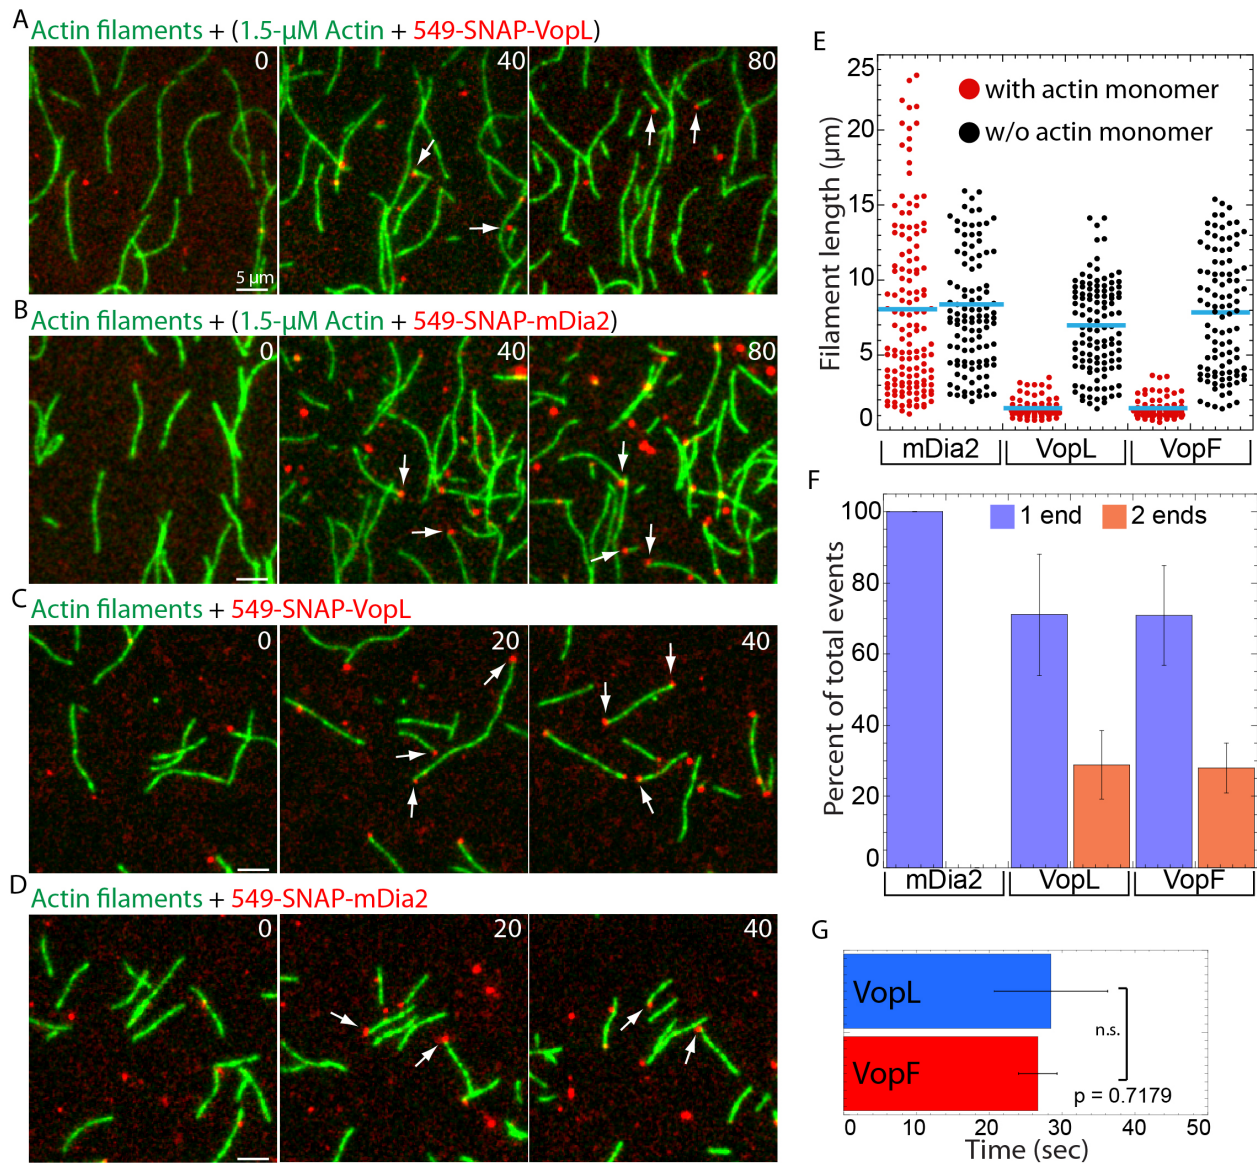 A
Actin filaments + (1.5-μM Actin + 549-SNAP-VopL)
0
40
80
5 μm
B
Actin filaments + (1.5-μM Actin + 549-SNAP-mDia2)
0
40
80
C
Actin filaments + 549-SNAP-VopL
0
20
40
D
Actin filaments + 549-SNAP-mDia2
0
20
40
E
Filament length (μm)
25
20
15
10
5
0
with actin monomer
w/o actin monomer
mDia2
VopL
VopF
F
Percent of total events
100
80
60
40
20
0
1 end
2 ends
mDia2
VopL
VopF
G
VopL
VopF
n.s.
p = 0.7179
0 10 20 30 40 50
Time (sec)